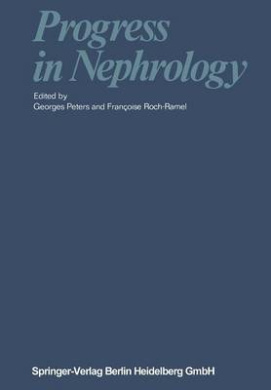 Progress
in Nephrology
Edited by
Georges Peters and Françoise Roch-Ramel
Springer-Verlag Berlin Heidelberg GmbH